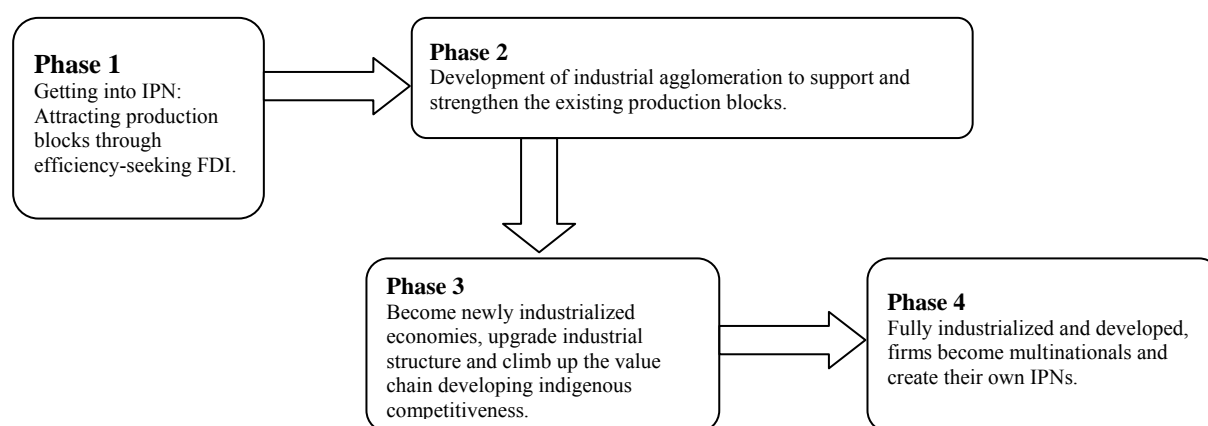 Phase 1
Getting into IPN:
Attracting production
blocks through
efficiency-seeking FDI.
Phase 2
Development of industrial agglomeration to support and
strengthen the existing production blocks.
Phase 3
Become newly industrialized
economies, upgrade industrial
structure and climb up the value
chain developing indigenous
competitiveness.
Phase 4
Fully industrialized and developed,
firms become multinationals and
create their own IPNs.